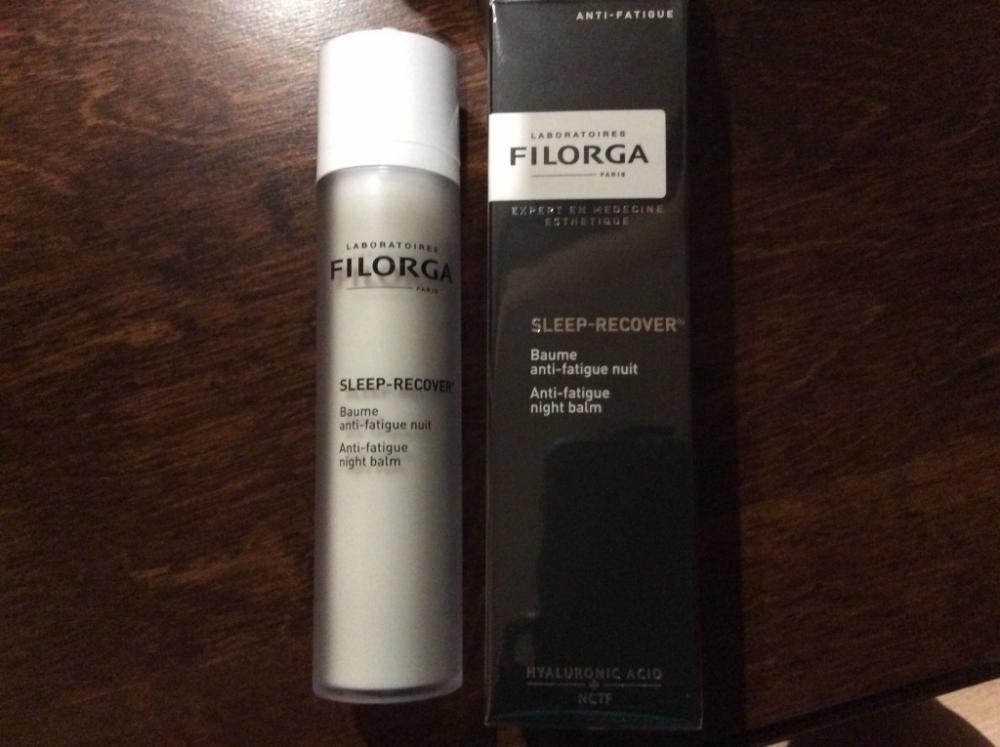 LABORATOIRES
FILORGA
PARIS
SLEEP-RECOVER
Baume
anti-fatigue nuit
Anti-fatigue
night balm
ANTI-FATIGUE
LABORATOIRES
FILORGA
PARIS
EXPERT EN MEDECINE
ESTHETIQUE
SLEEP-RECOVER™
Baume
anti-fatigue nuit
Anti-fatigue
night balm
HYALURONIC ACID
+
NCTF